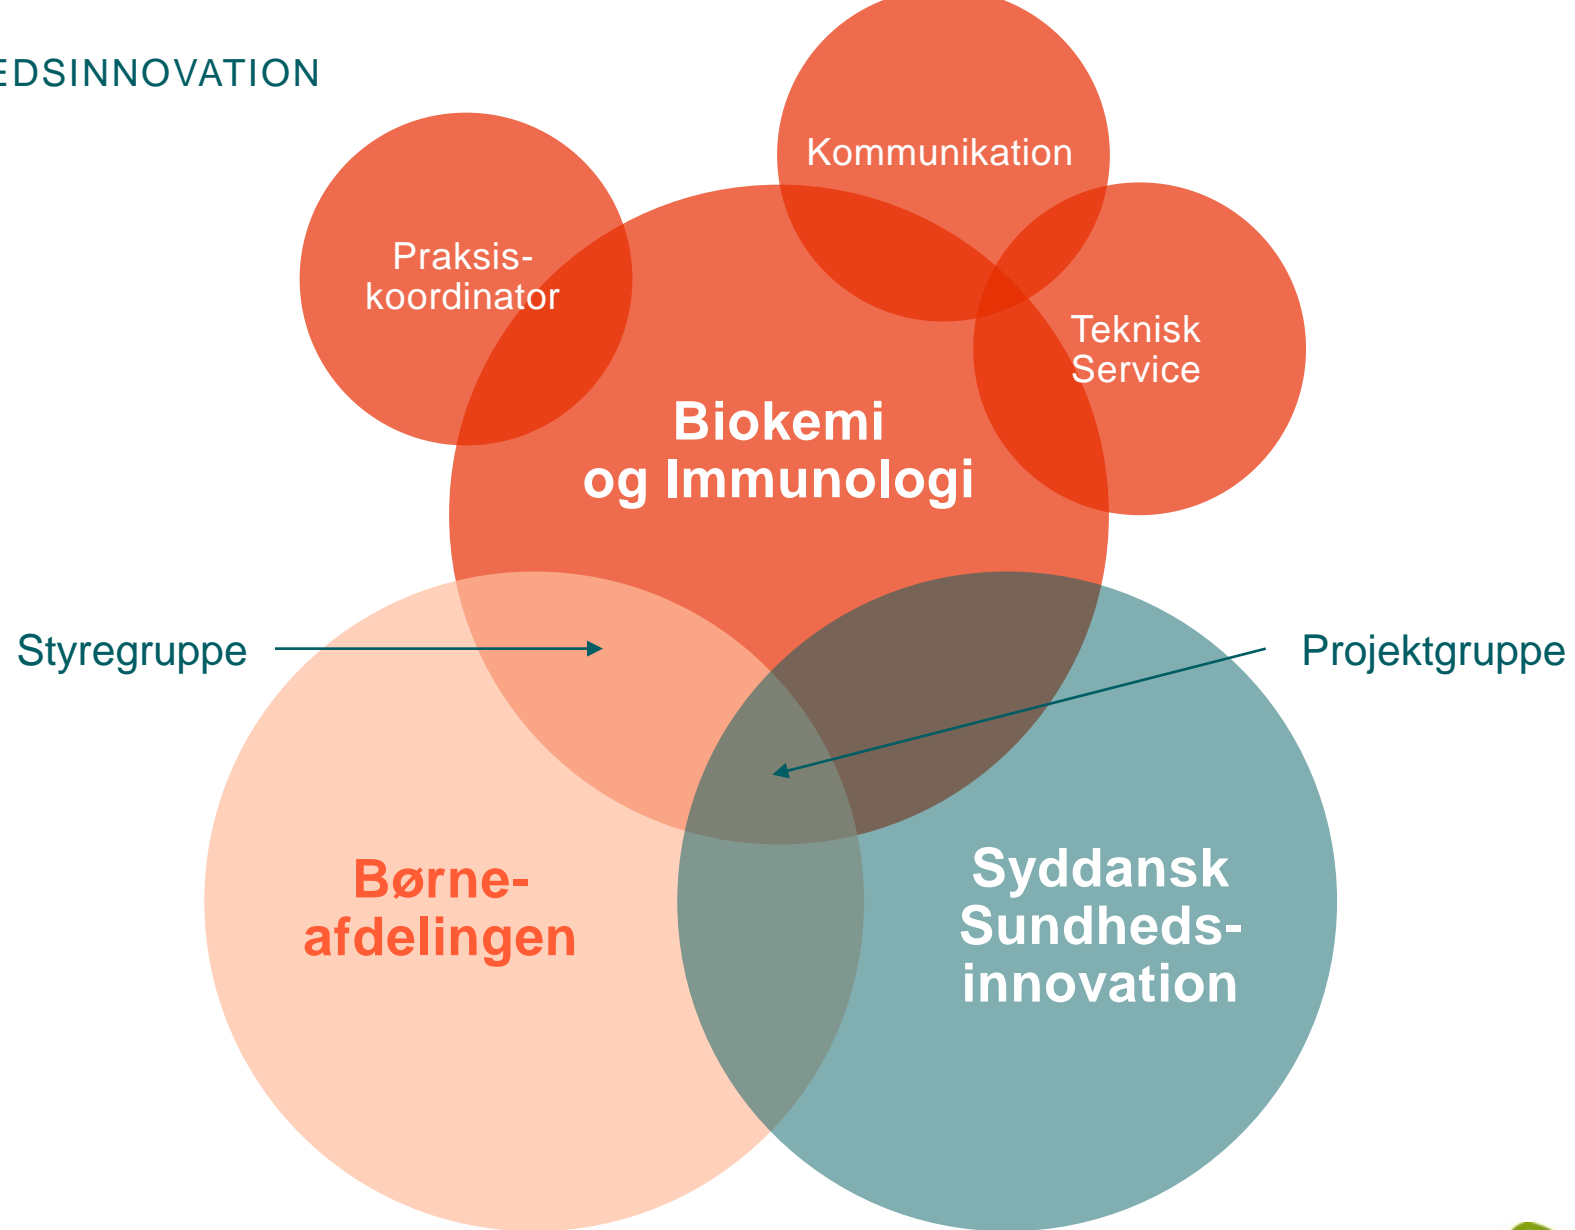 EDSINNOVATION
Kommunikation
Praksis-
koordinator
Teknisk
Service
Biokemi
og Immunologi
Styregruppe
Projektgruppe
Børne-
afdelingen
Syddansk
Sundheds-
innovation